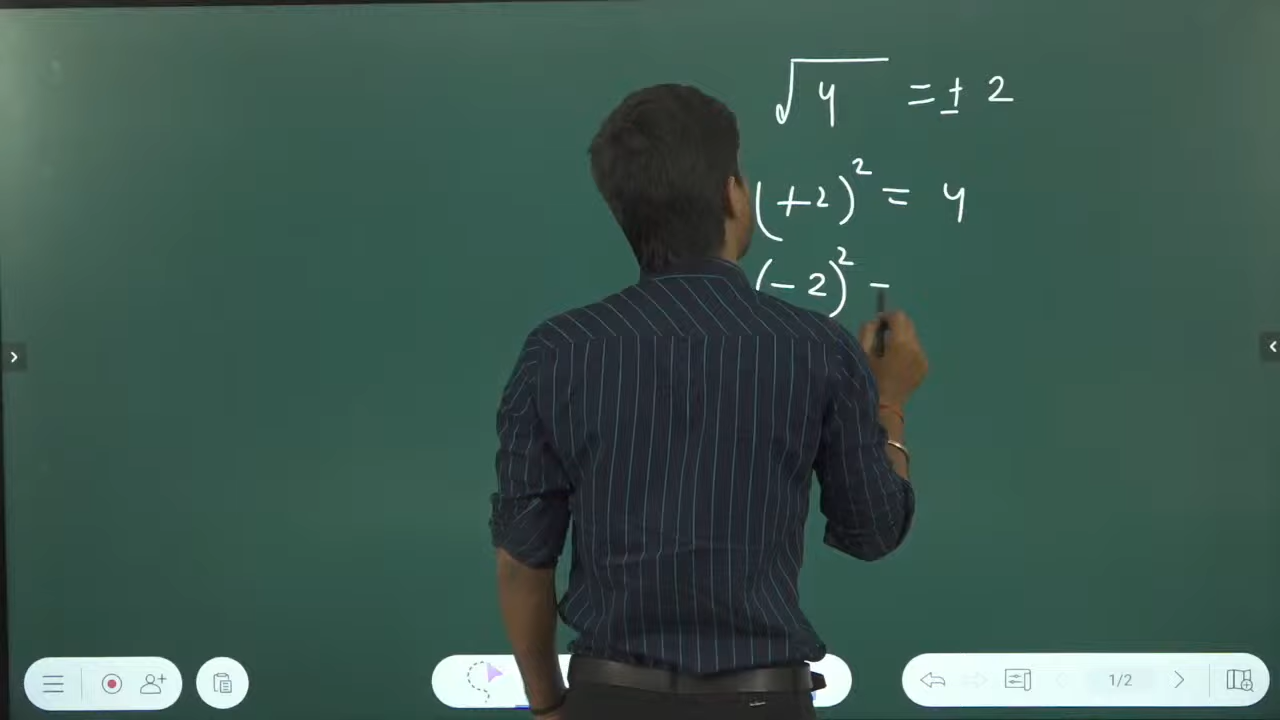 √4 = ± 2
(+2)² = 4
(-2)² -
1/2